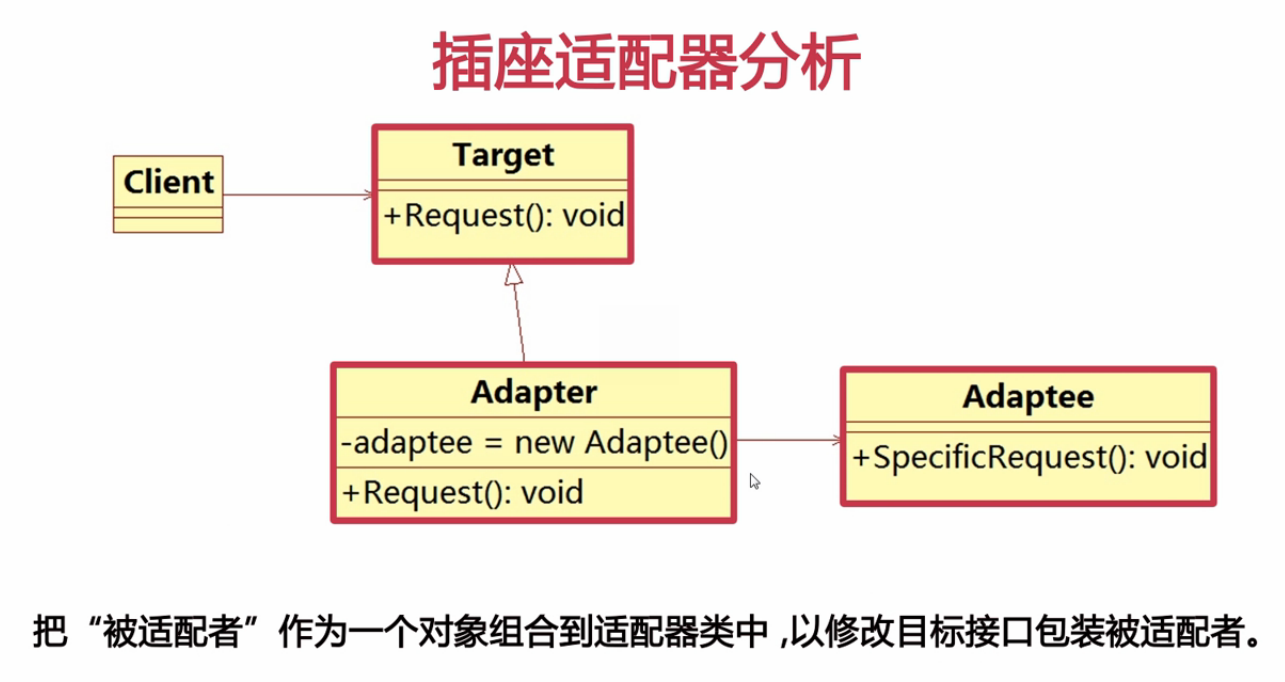 插座适配器分析
Client
Target
+Request(): void
Adapter
-adaptee = new Adaptee()
+Request(): void
Adaptee
+SpecificRequest(): void
把“被适配者”作为一个对象组合到适配器类中,以修改目标接口包装被适配者。